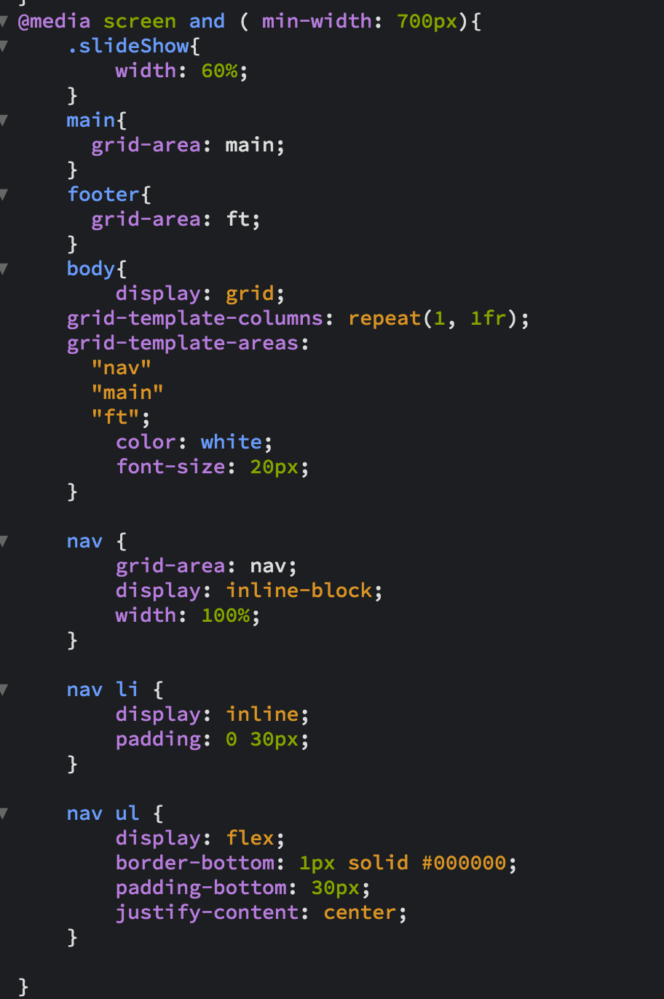 }
@media screen and ( min-width: 700px){
.slideShow{
width: 60%;
}
main{
grid-area: main;
}
footer{
grid-area: ft;
}
body{
display: grid;
grid-template-columns: repeat(1, 1fr);
grid-template-areas:
"nav"
"main"
"ft";
color: white;
font-size: 20px;
}
nav {
grid-area: nav;
display: inline-block;
width: 100%;
}
nav li {
display: inline;
padding: 0 30px;
}
nav ul {
display: flex;
border-bottom: 1px solid #000000;
padding-bottom: 30px;
justify-content: center;
}
}